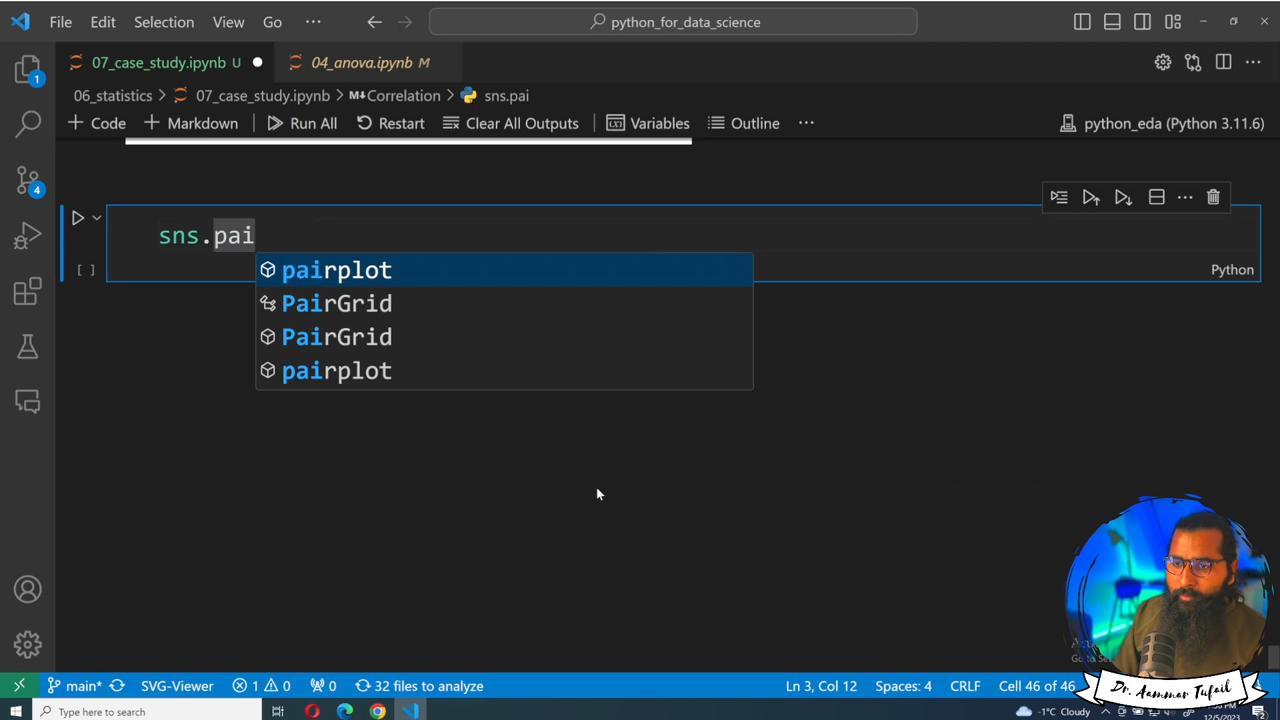 File Edit Selection View Go ··· python_for_data_science
07_case_study.ipynb U 04_anova.ipynb M
06_statistics > 07_case_study.ipynb > M Correlation > sns.pai
Code Markdown Run All Restart Clear All Outputs Variables Outline ··· python_eda (Python 3.11.6)
1
4
sns.pai
[ ]
Python
pairplot
PairGrid
PairGrid
pairplot
main* SVG-Viewer 1 0 0 32 files to analyze Ln 3, Col 12 Spaces: 4 CRLF Cell 46 of 46
Dr. Aammar Tufail
Type here to search -1°C Cloudy 12/5/2023